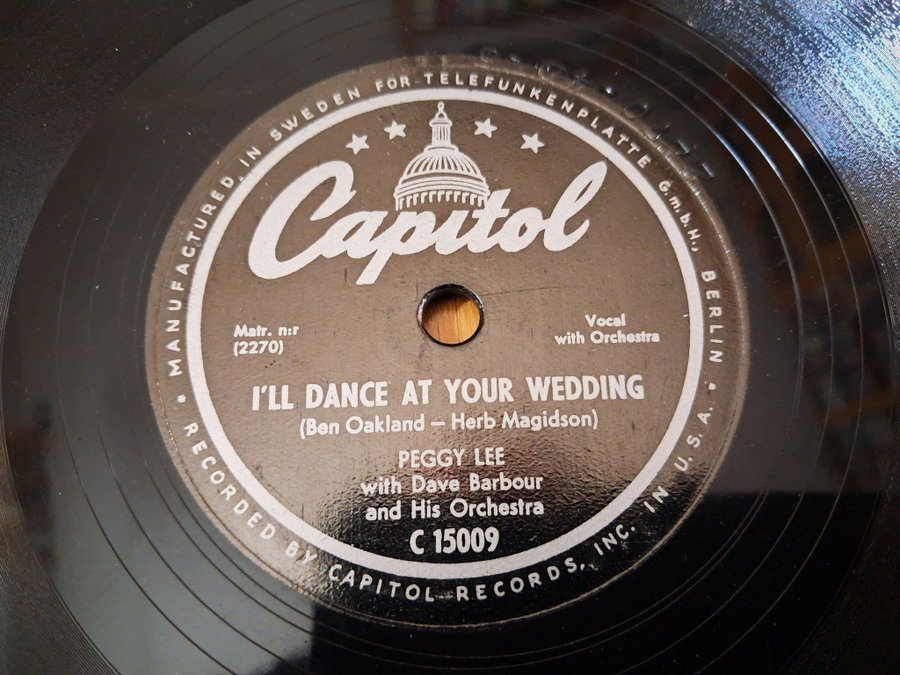 MANUFACTURED IN SWEDEN FOR TELEFUNKENPLATTE G.m.b.H., BERLIN
Capitol
Matr. n:r
(2270)
Vocal
with Orchestra
I'LL DANCE AT YOUR WEDDING
(Ben Oakland – Herb Magidson)
PEGGY LEE
with Dave Barbour
and His Orchestra
C 15009
• RECORDED BY CAPITOL RECORDS, INC. IN U.S.A. •